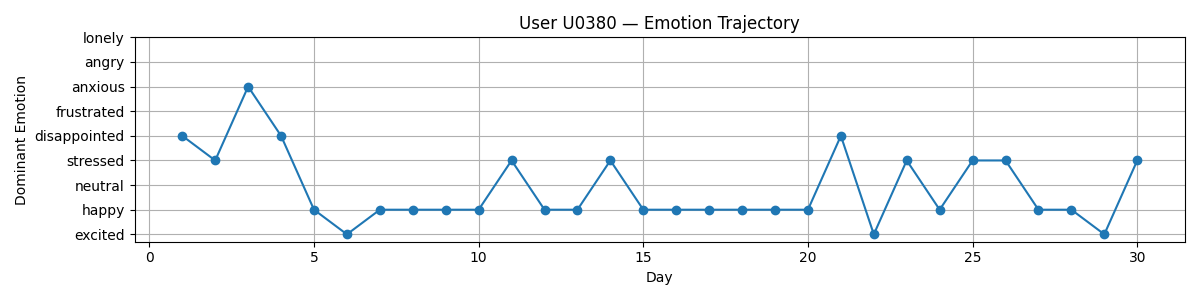 User U0380 — Emotion Trajectory
Dominant Emotion
lonely
angry
anxious
frustrated
disappointed
stressed
neutral
happy
excited
0 5 10 15 20 25 30
Day